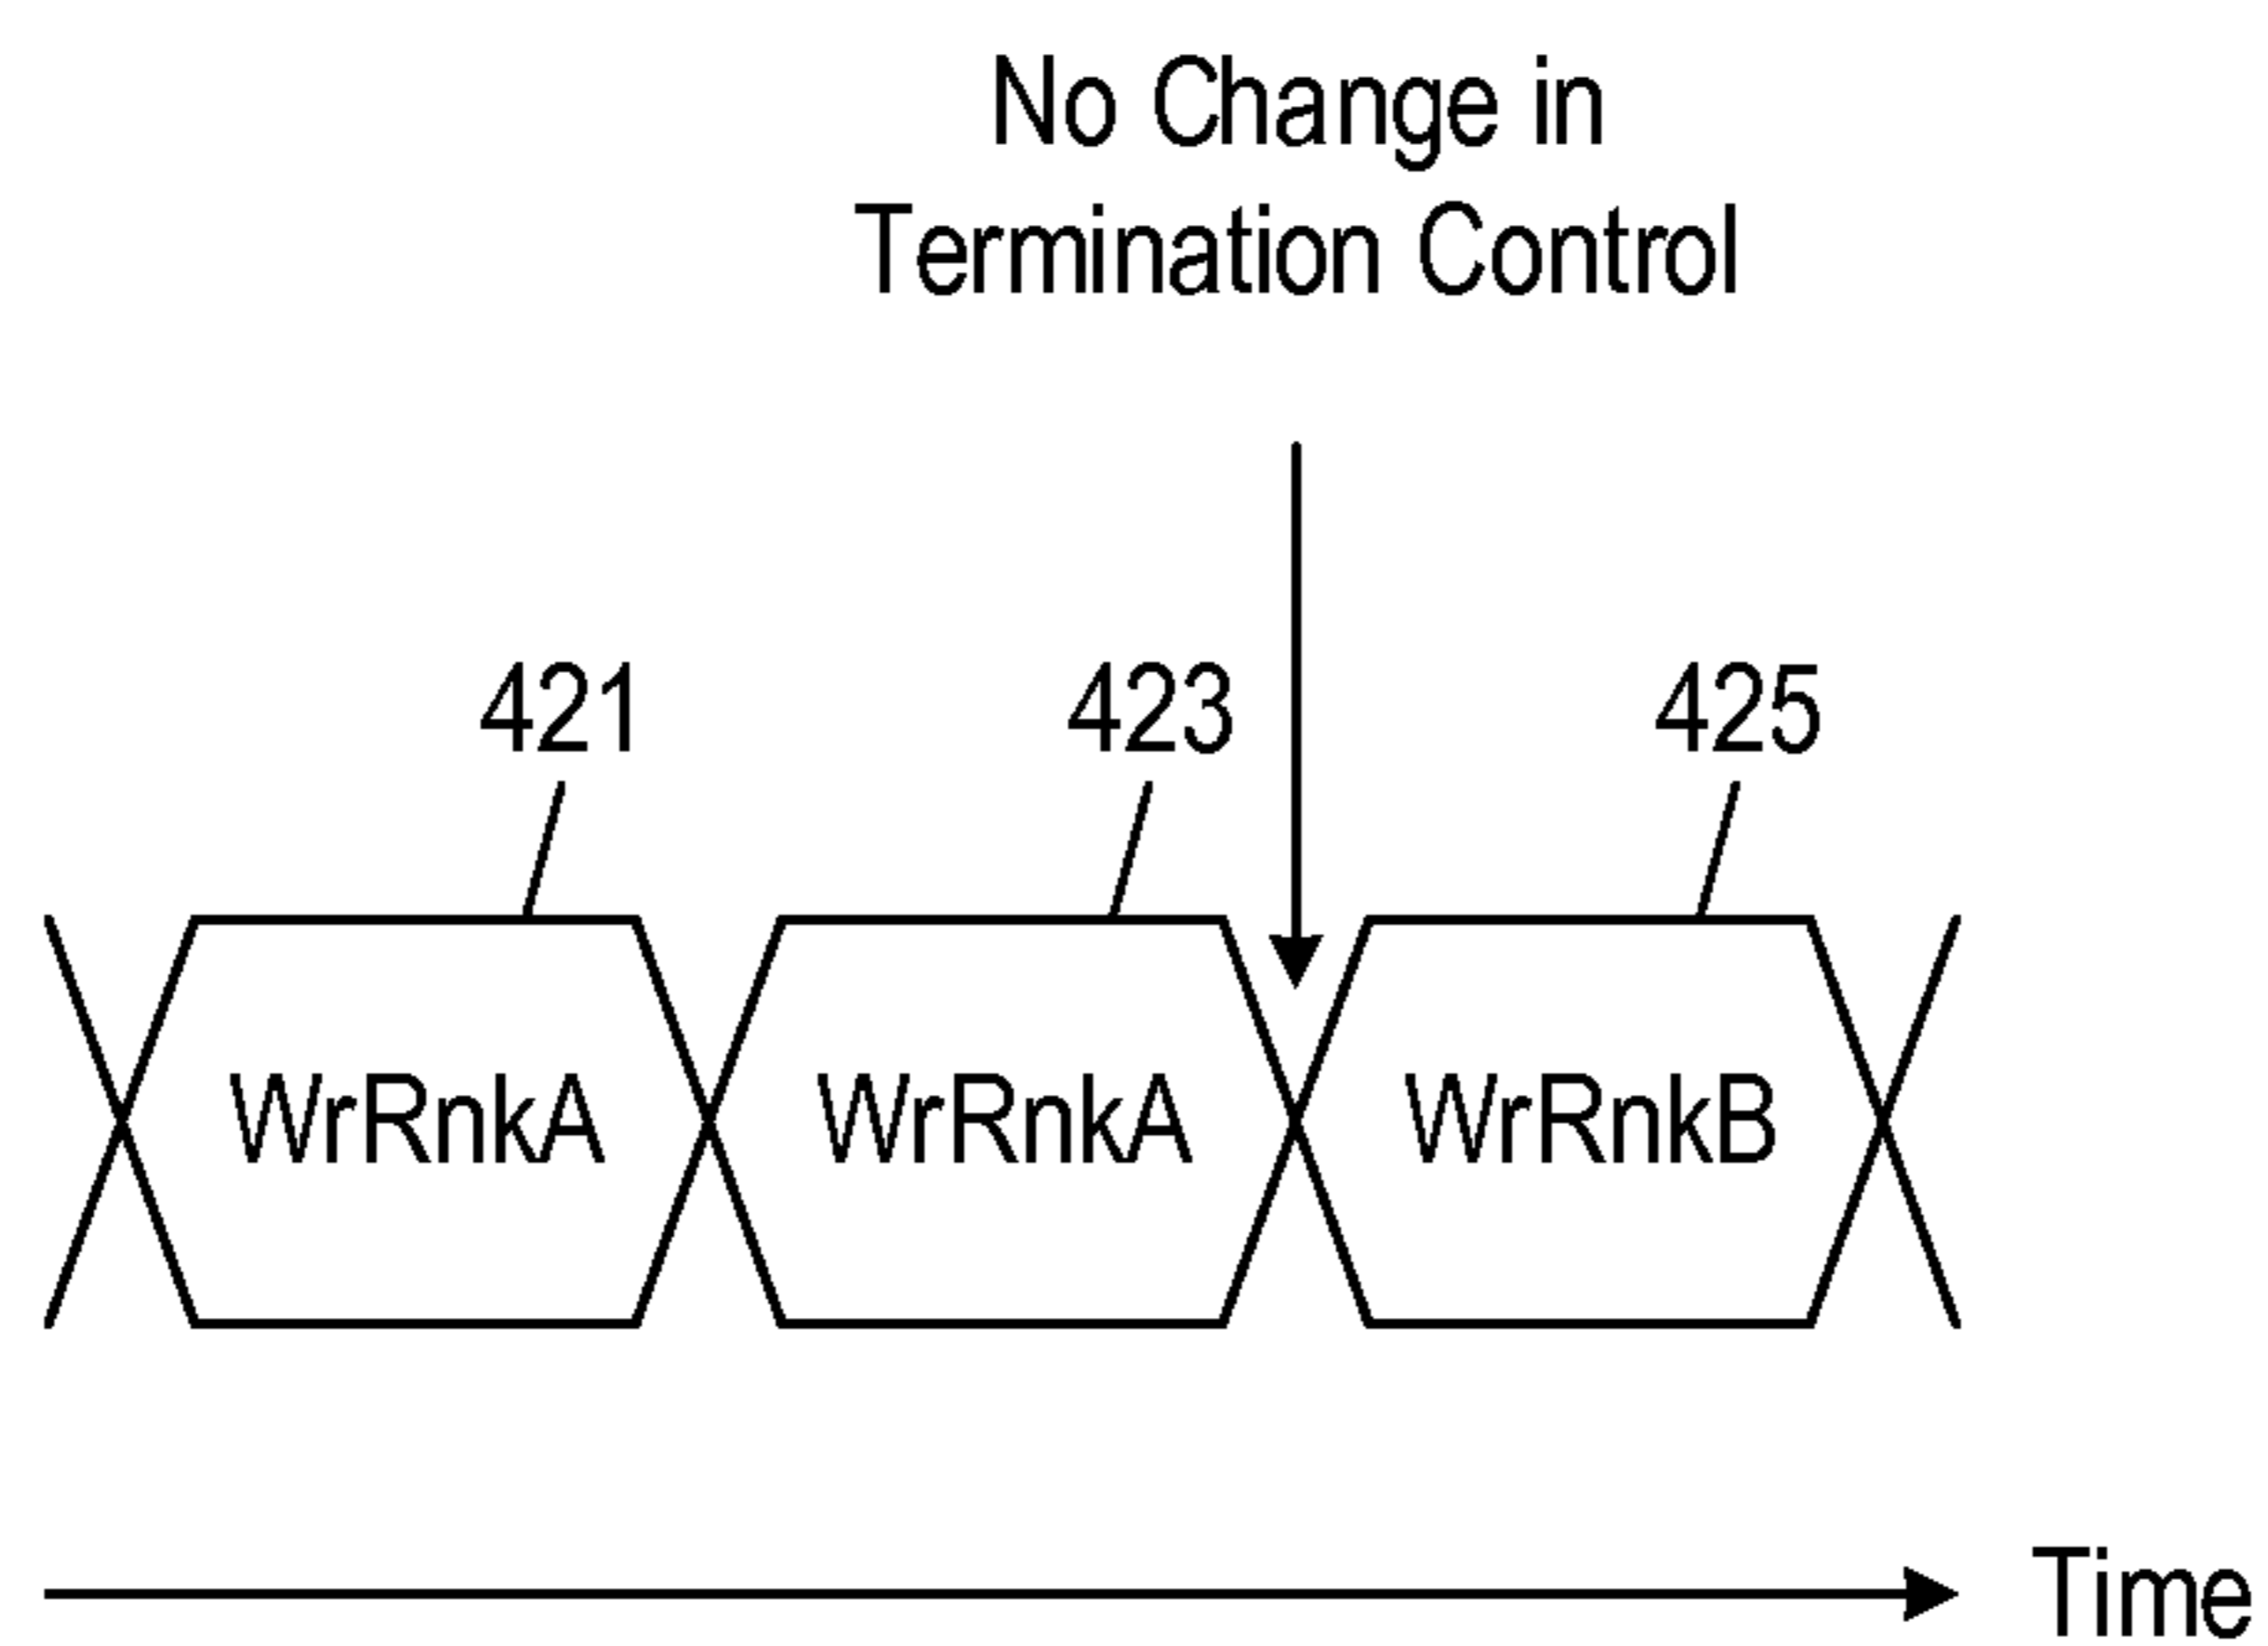 No Change in
Termination Control
421 423 425
WrRnkA WrRnkA WrRnkB
Time